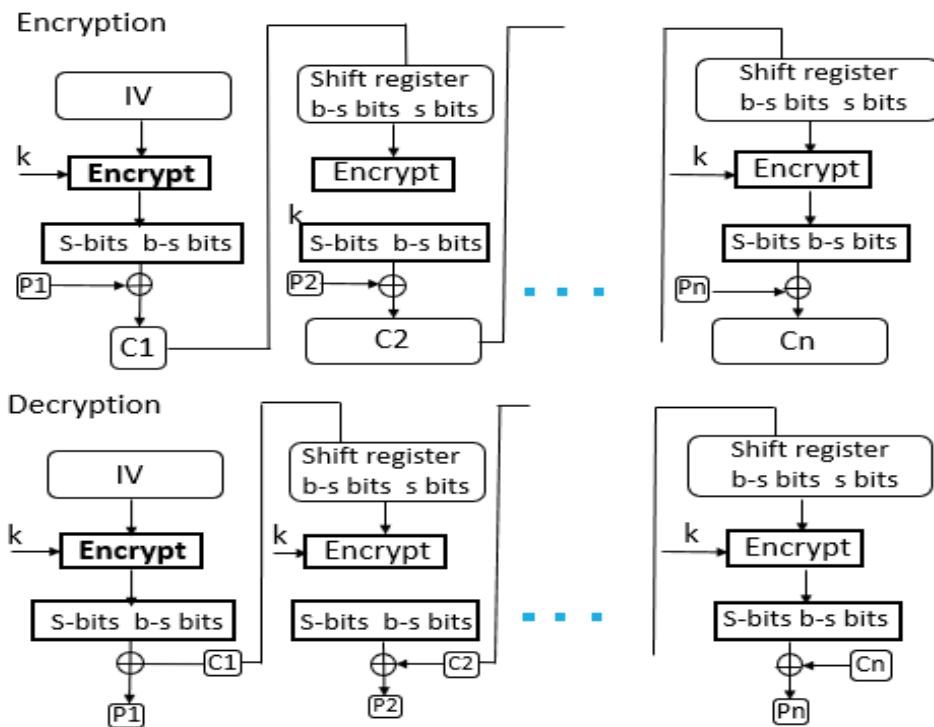 Encryption
IV
k
Encrypt
S-bits b-s bits
P1
C1
Shift register
b-s bits s bits
Encrypt
k
S-bits b-s bits
P2
C2
Shift register
b-s bits s bits
k
Encrypt
S-bits b-s bits
Pn
Cn
Decryption
IV
k
Encrypt
S-bits b-s bits
C1
P1
Shift register
b-s bits s bits
k
Encrypt
S-bits b-s bits
C2
P2
Shift register
b-s bits s bits
k
Encrypt
S-bits b-s bits
Cn
Pn